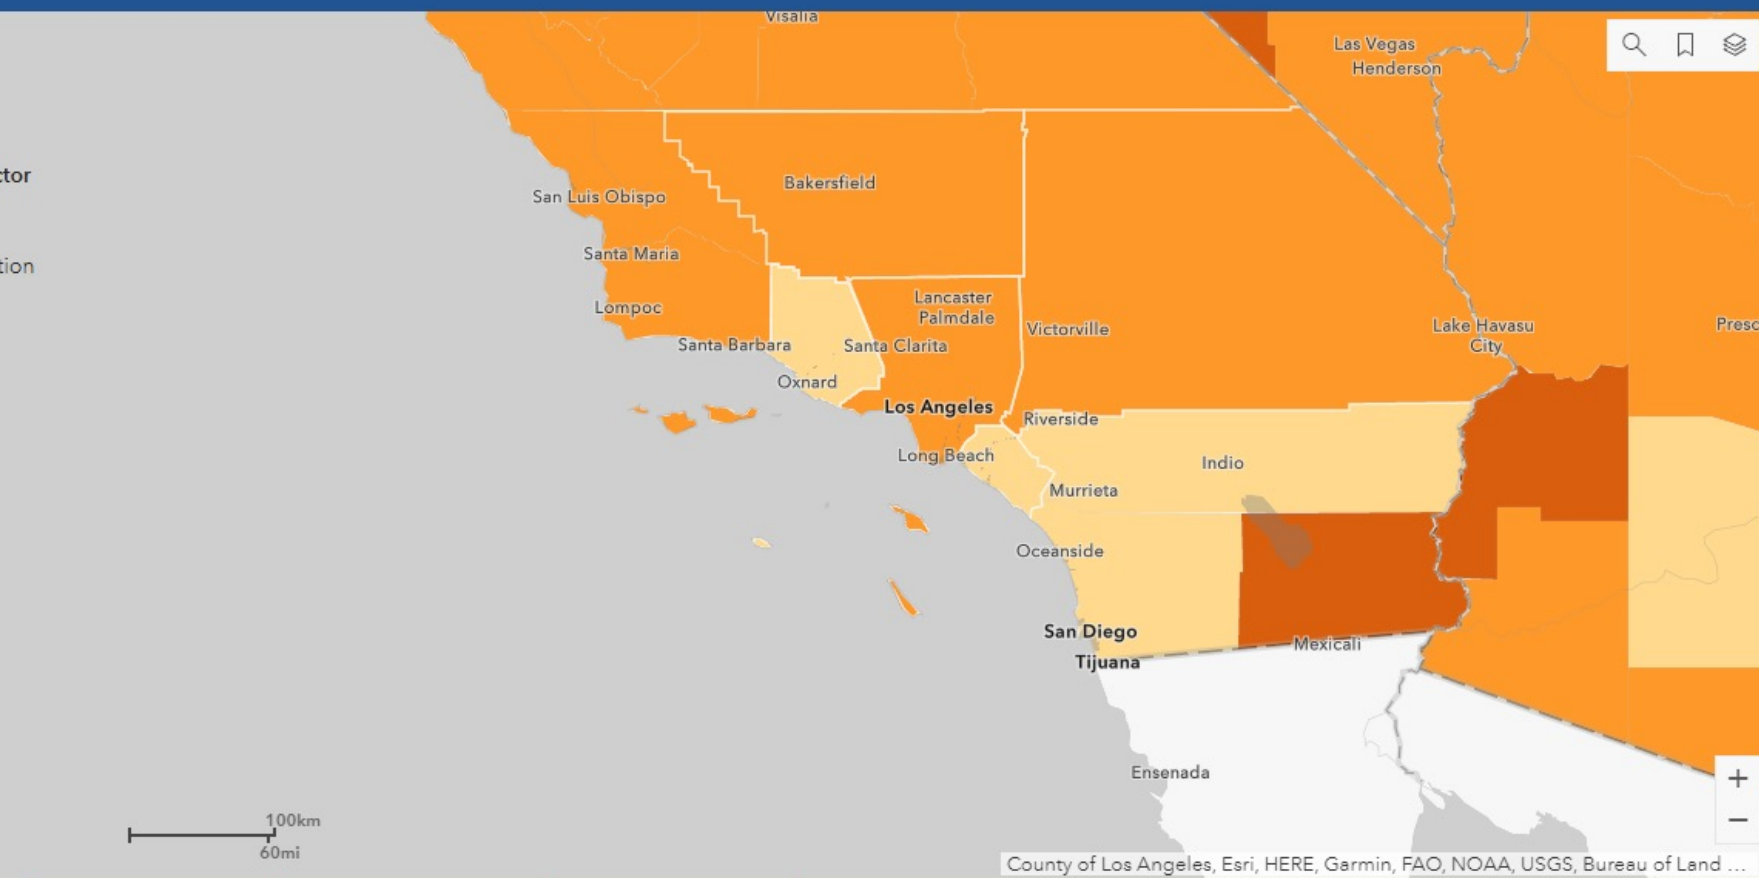 Visalia
Las Vegas
Henderson
ctor
Bakersfield
San Luis Obispo
Santa Maria
tion
Lancaster
Palmdale
Lompoc
Victorville
Lake Havasu
City
Presc
Santa Barbara
Santa Clarita
Oxnard
Los Angeles
Riverside
Long Beach
Indio
Murrieta
Oceanside
San Diego
Mexicali
Tijuana
Ensenada
+
−
100km
60mi
County of Los Angeles, Esri, HERE, Garmin, FAO, NOAA, USGS, Bureau of Land ...